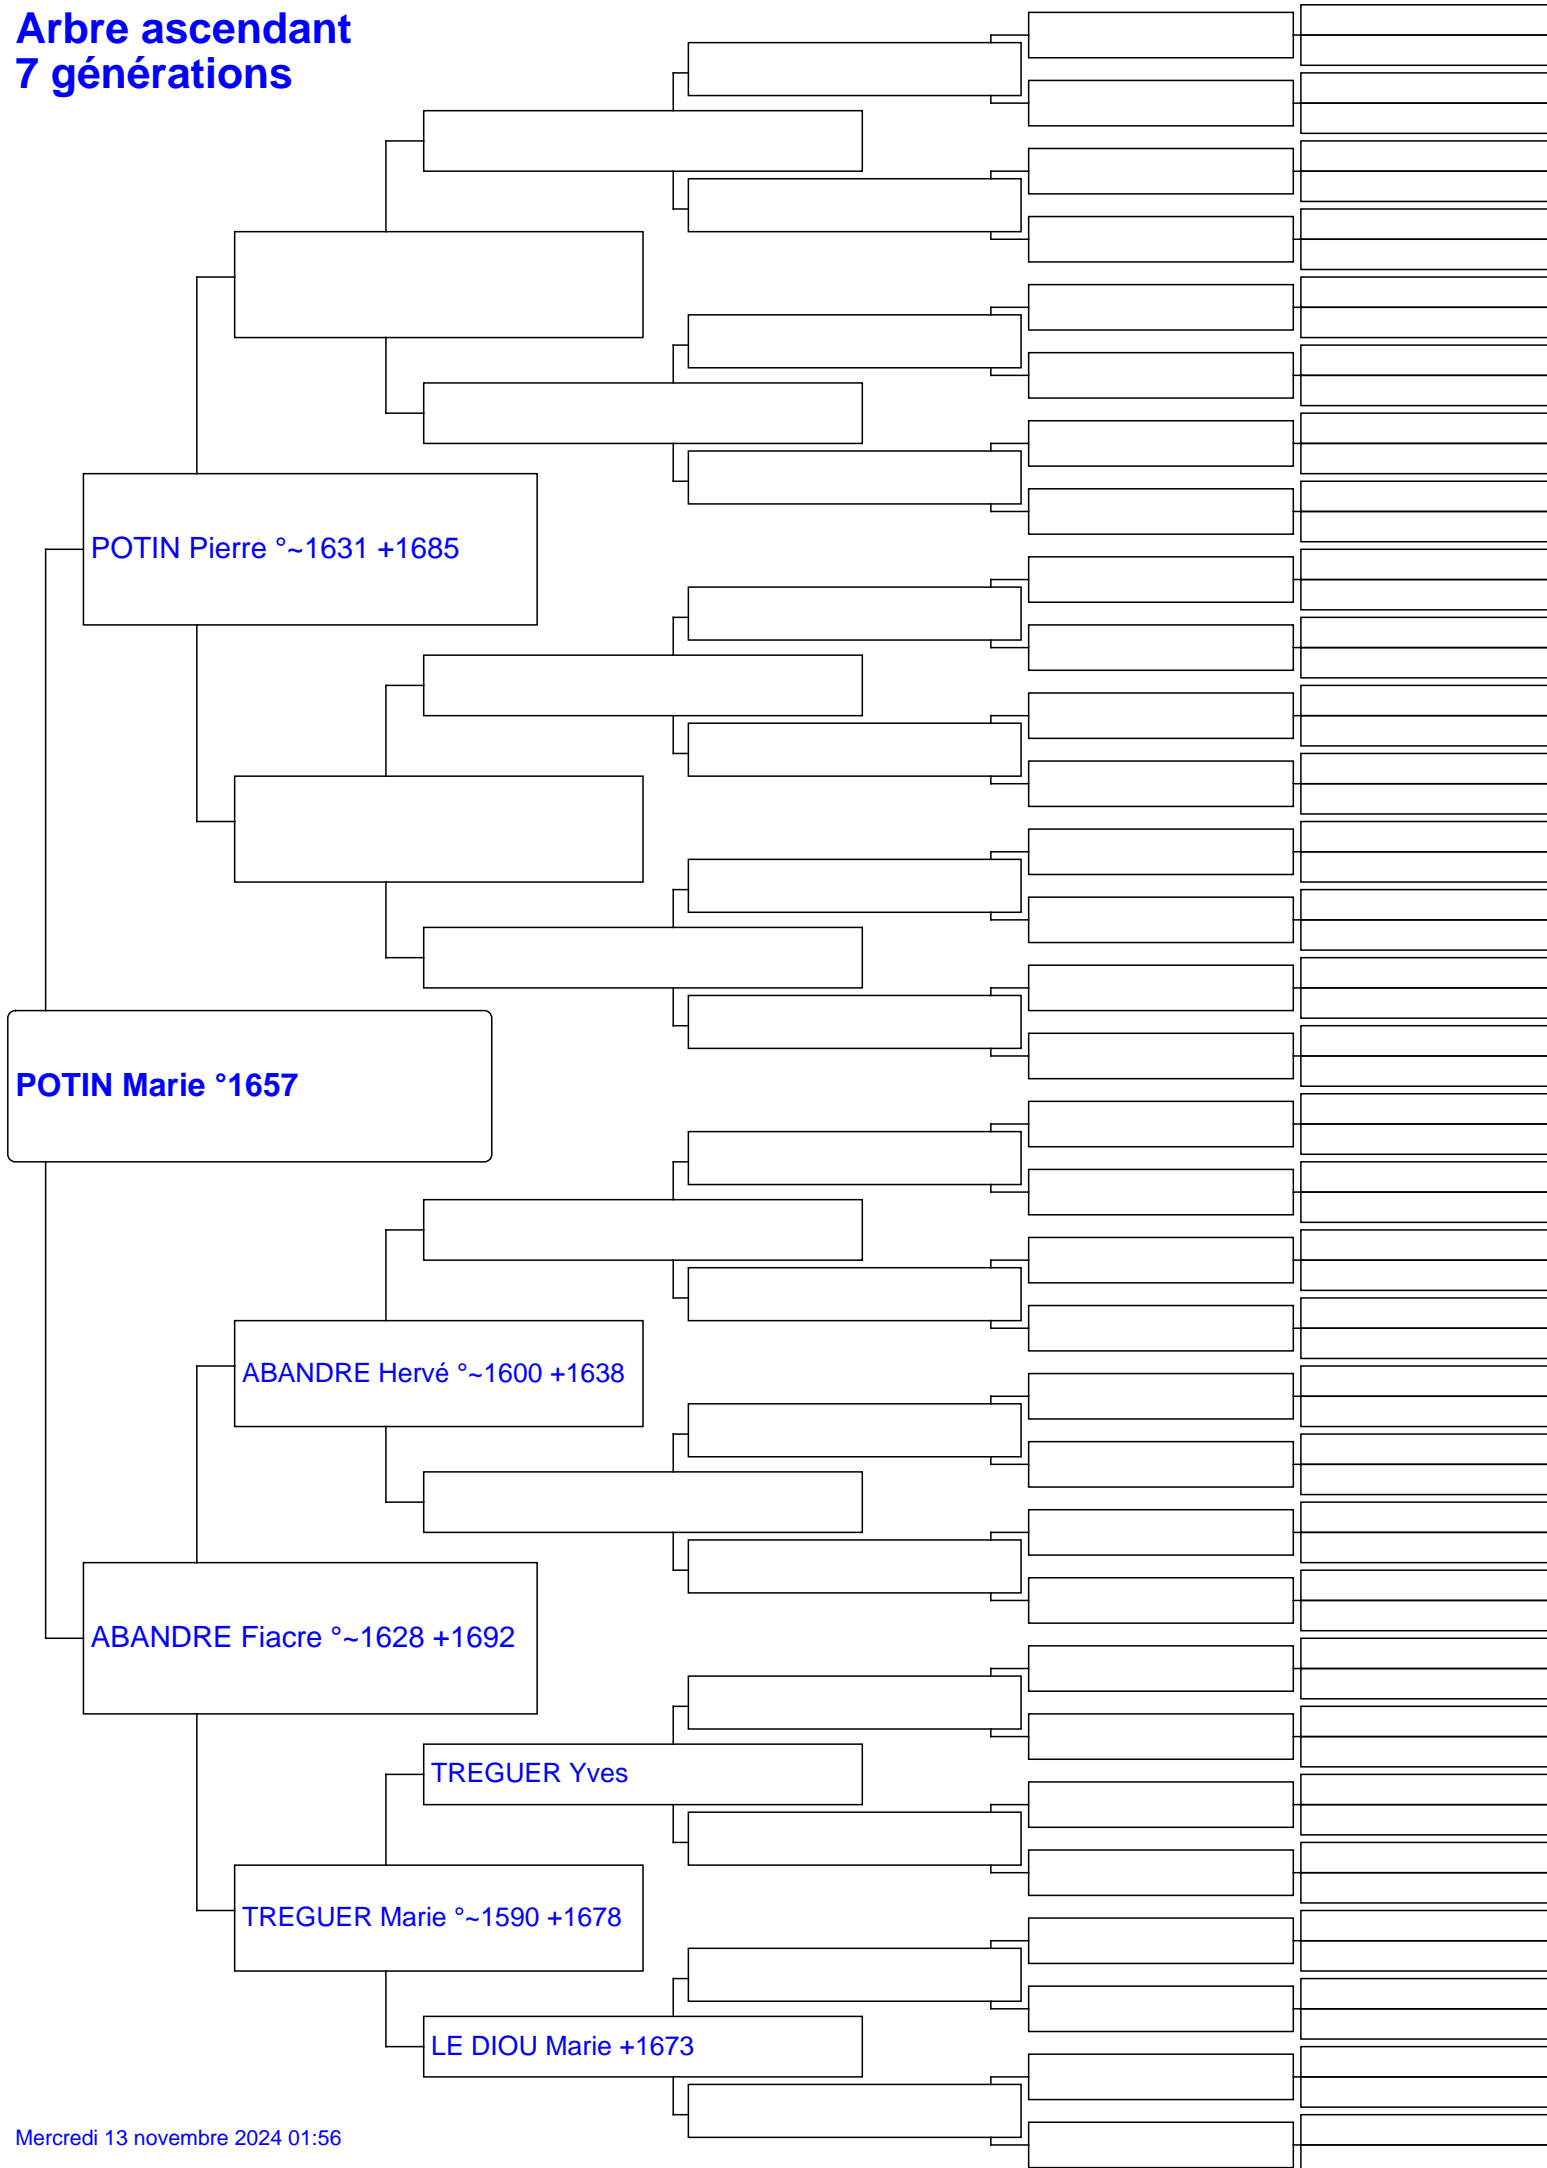 Arbre ascendant
7 générations
POTIN Pierre °~1631 +1685
POTIN Marie °1657
ABANDRE Hervé °~1600 +1638
ABANDRE Fiacre °~1628 +1692
TREGUER Yves
TREGUER Marie °~1590 +1678
LE DIOU Marie +1673
Mercredi 13 novembre 2024 01:56